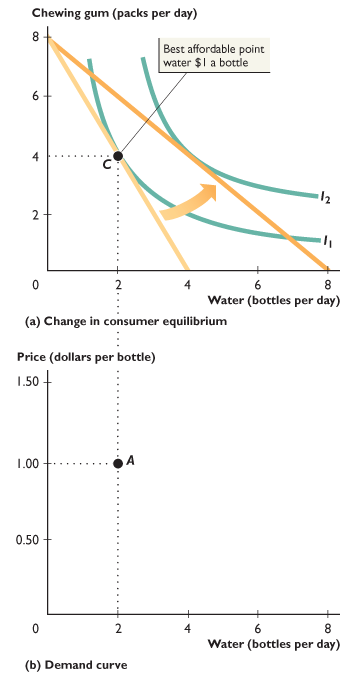 Chewing gum (packs per day)
8
Best affordable point
water $1 a bottle
6
4
C
2
I2
I1
0
2
4
6
8
Water (bottles per day)
(a) Change in consumer equilibrium
Price (dollars per bottle)
1.50
1.00
A
0.50
0
2
4
6
8
Water (bottles per day)
(b) Demand curve